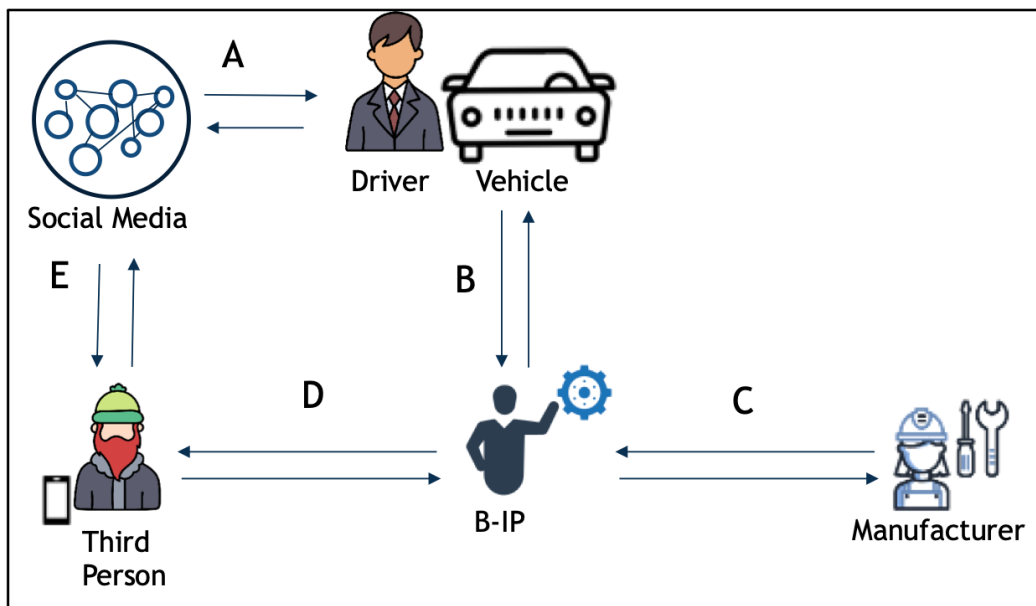 A
Driver
Vehicle
Social Media
E
B
D
C
B-IP
Manufacturer
Third
Person